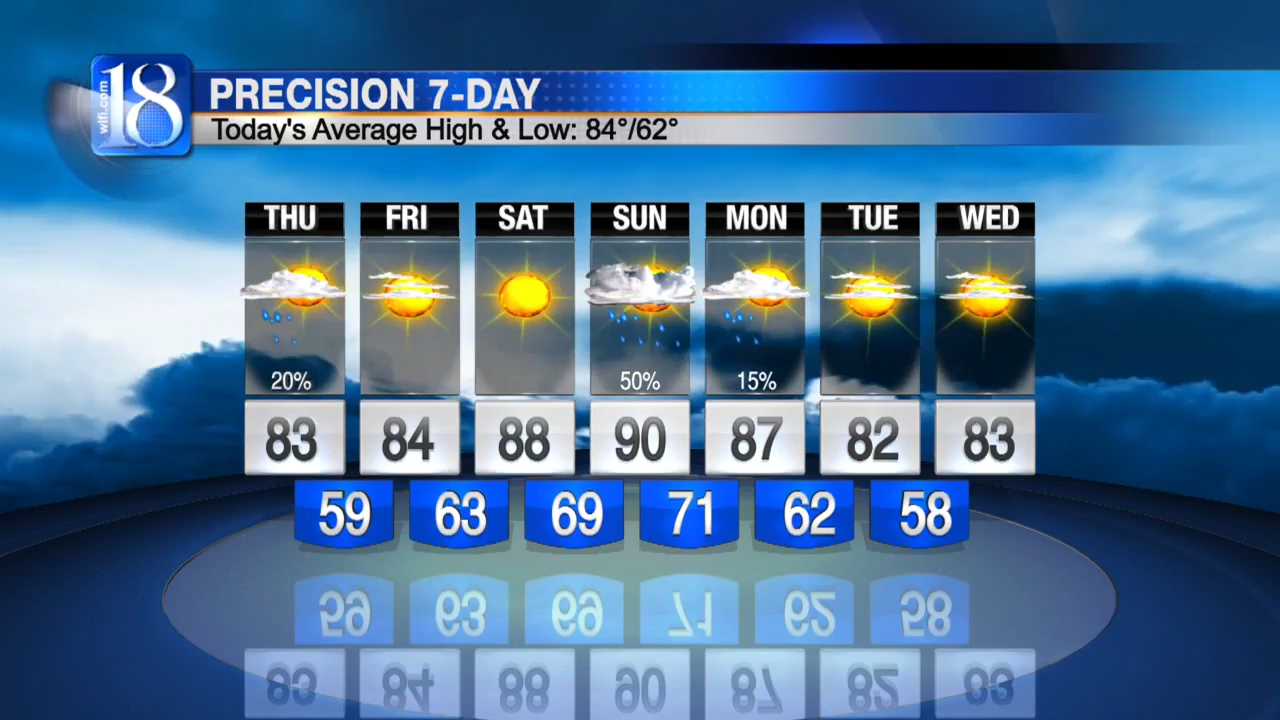 wlfi.com
18
PRECISION 7-DAY
Today's Average High & Low: 84°/62°
THU FRI SAT SUN MON TUE WED
20% 50% 15%
83 84 88 90 87 82 83
59 63 69 71 62 58